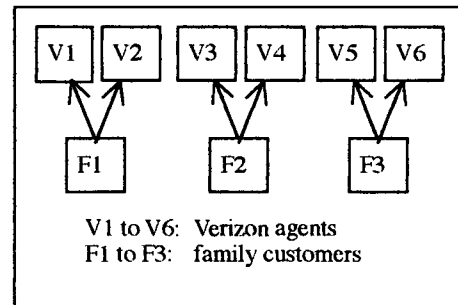 V1 V2 V3 V4 V5 V6
F1 F2 F3
V1 to V6: Verizon agents
F1 to F3: family customers